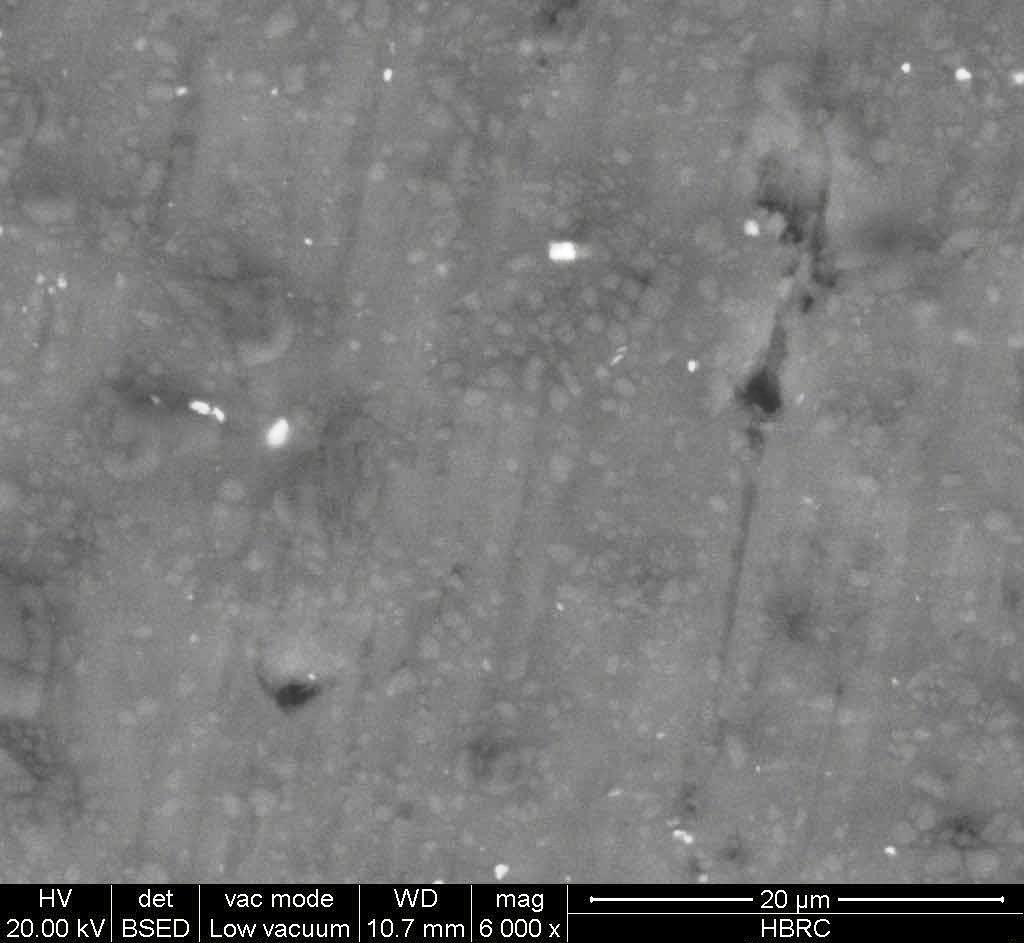 HV det vac mode WD mag 20 µm
20.00 kV BSED Low vacuum 10.7 mm 6 000 x HBRC